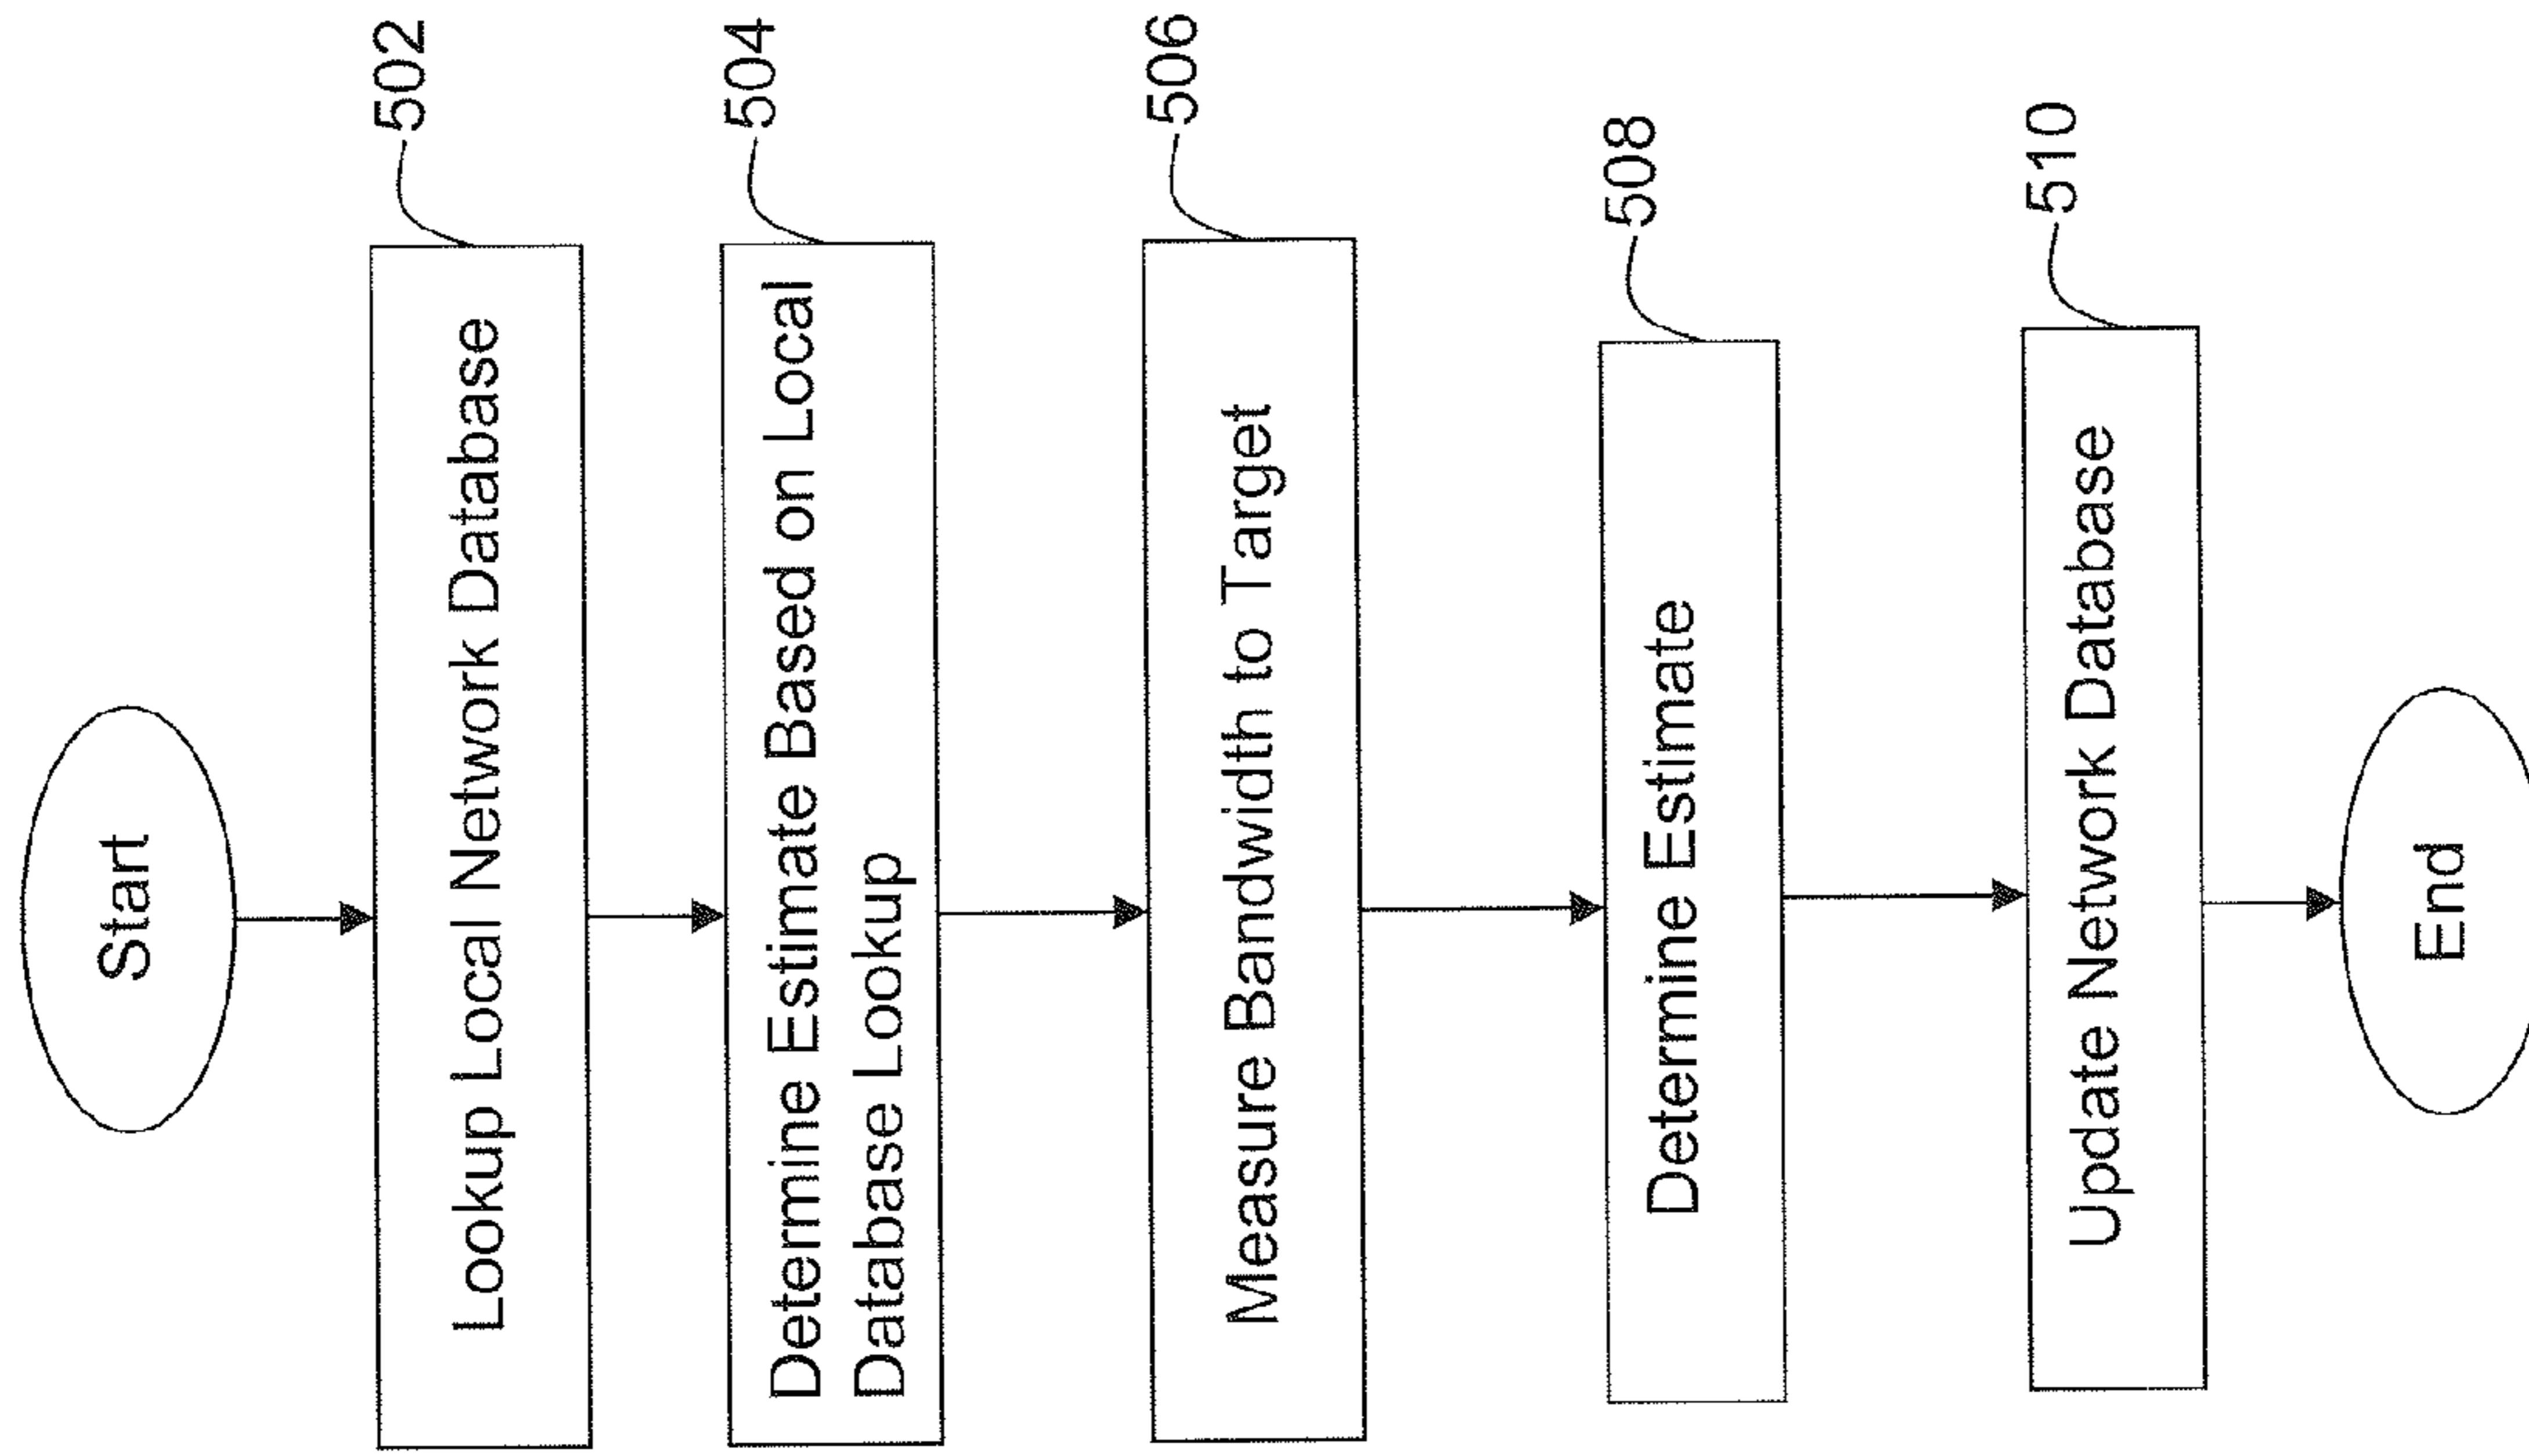 Start
502
Lookup Local Network Database
504
Determine Estimate Based on Local
Database Lookup
506
Measure Bandwidth to Target
508
Determine Estimate
510
Update Network Database
End